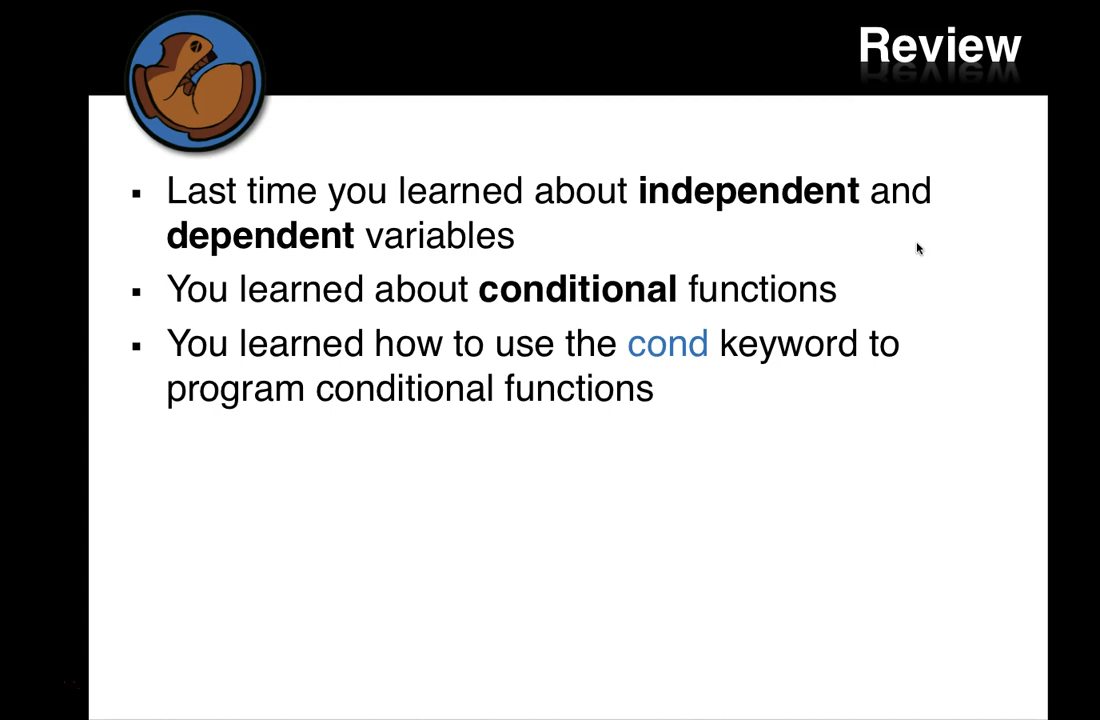 Review
▪ Last time you learned about independent and
dependent variables
▪ You learned about conditional functions
▪ You learned how to use the cond keyword to
program conditional functions